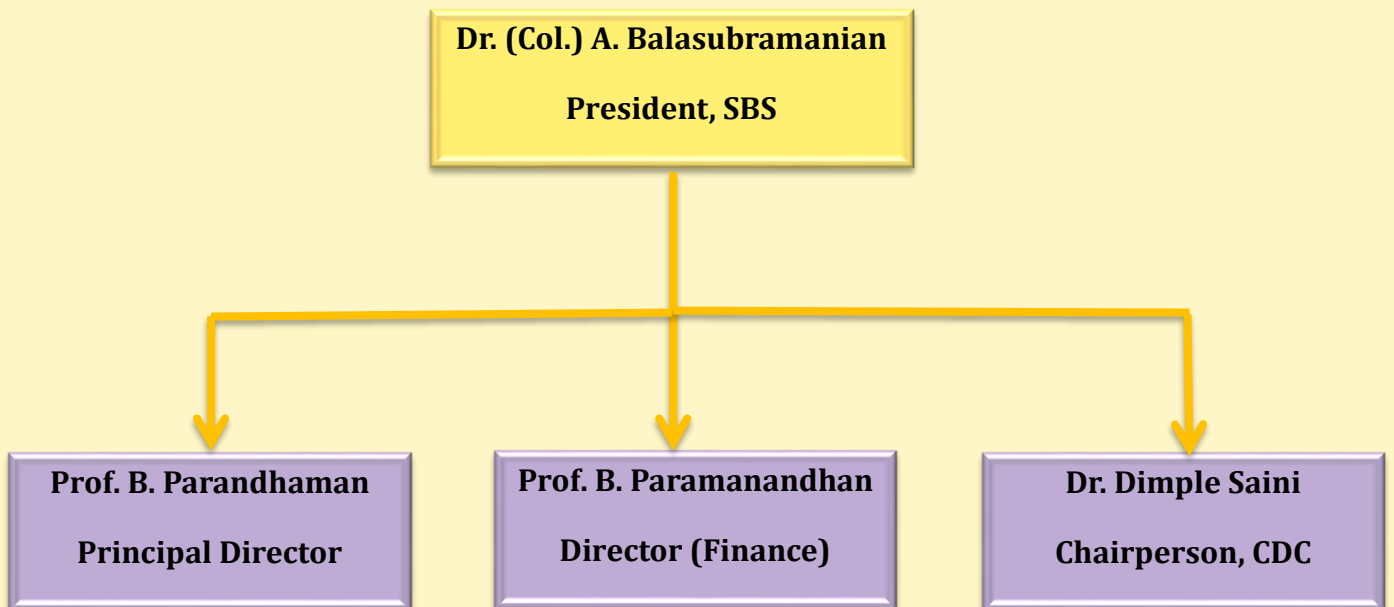 Dr. (Col.) A. Balasubramanian
President, SBS
Prof. B. Parandhaman
Principal Director
Prof. B. Paramanandhan
Director (Finance)
Dr. Dimple Saini
Chairperson, CDC